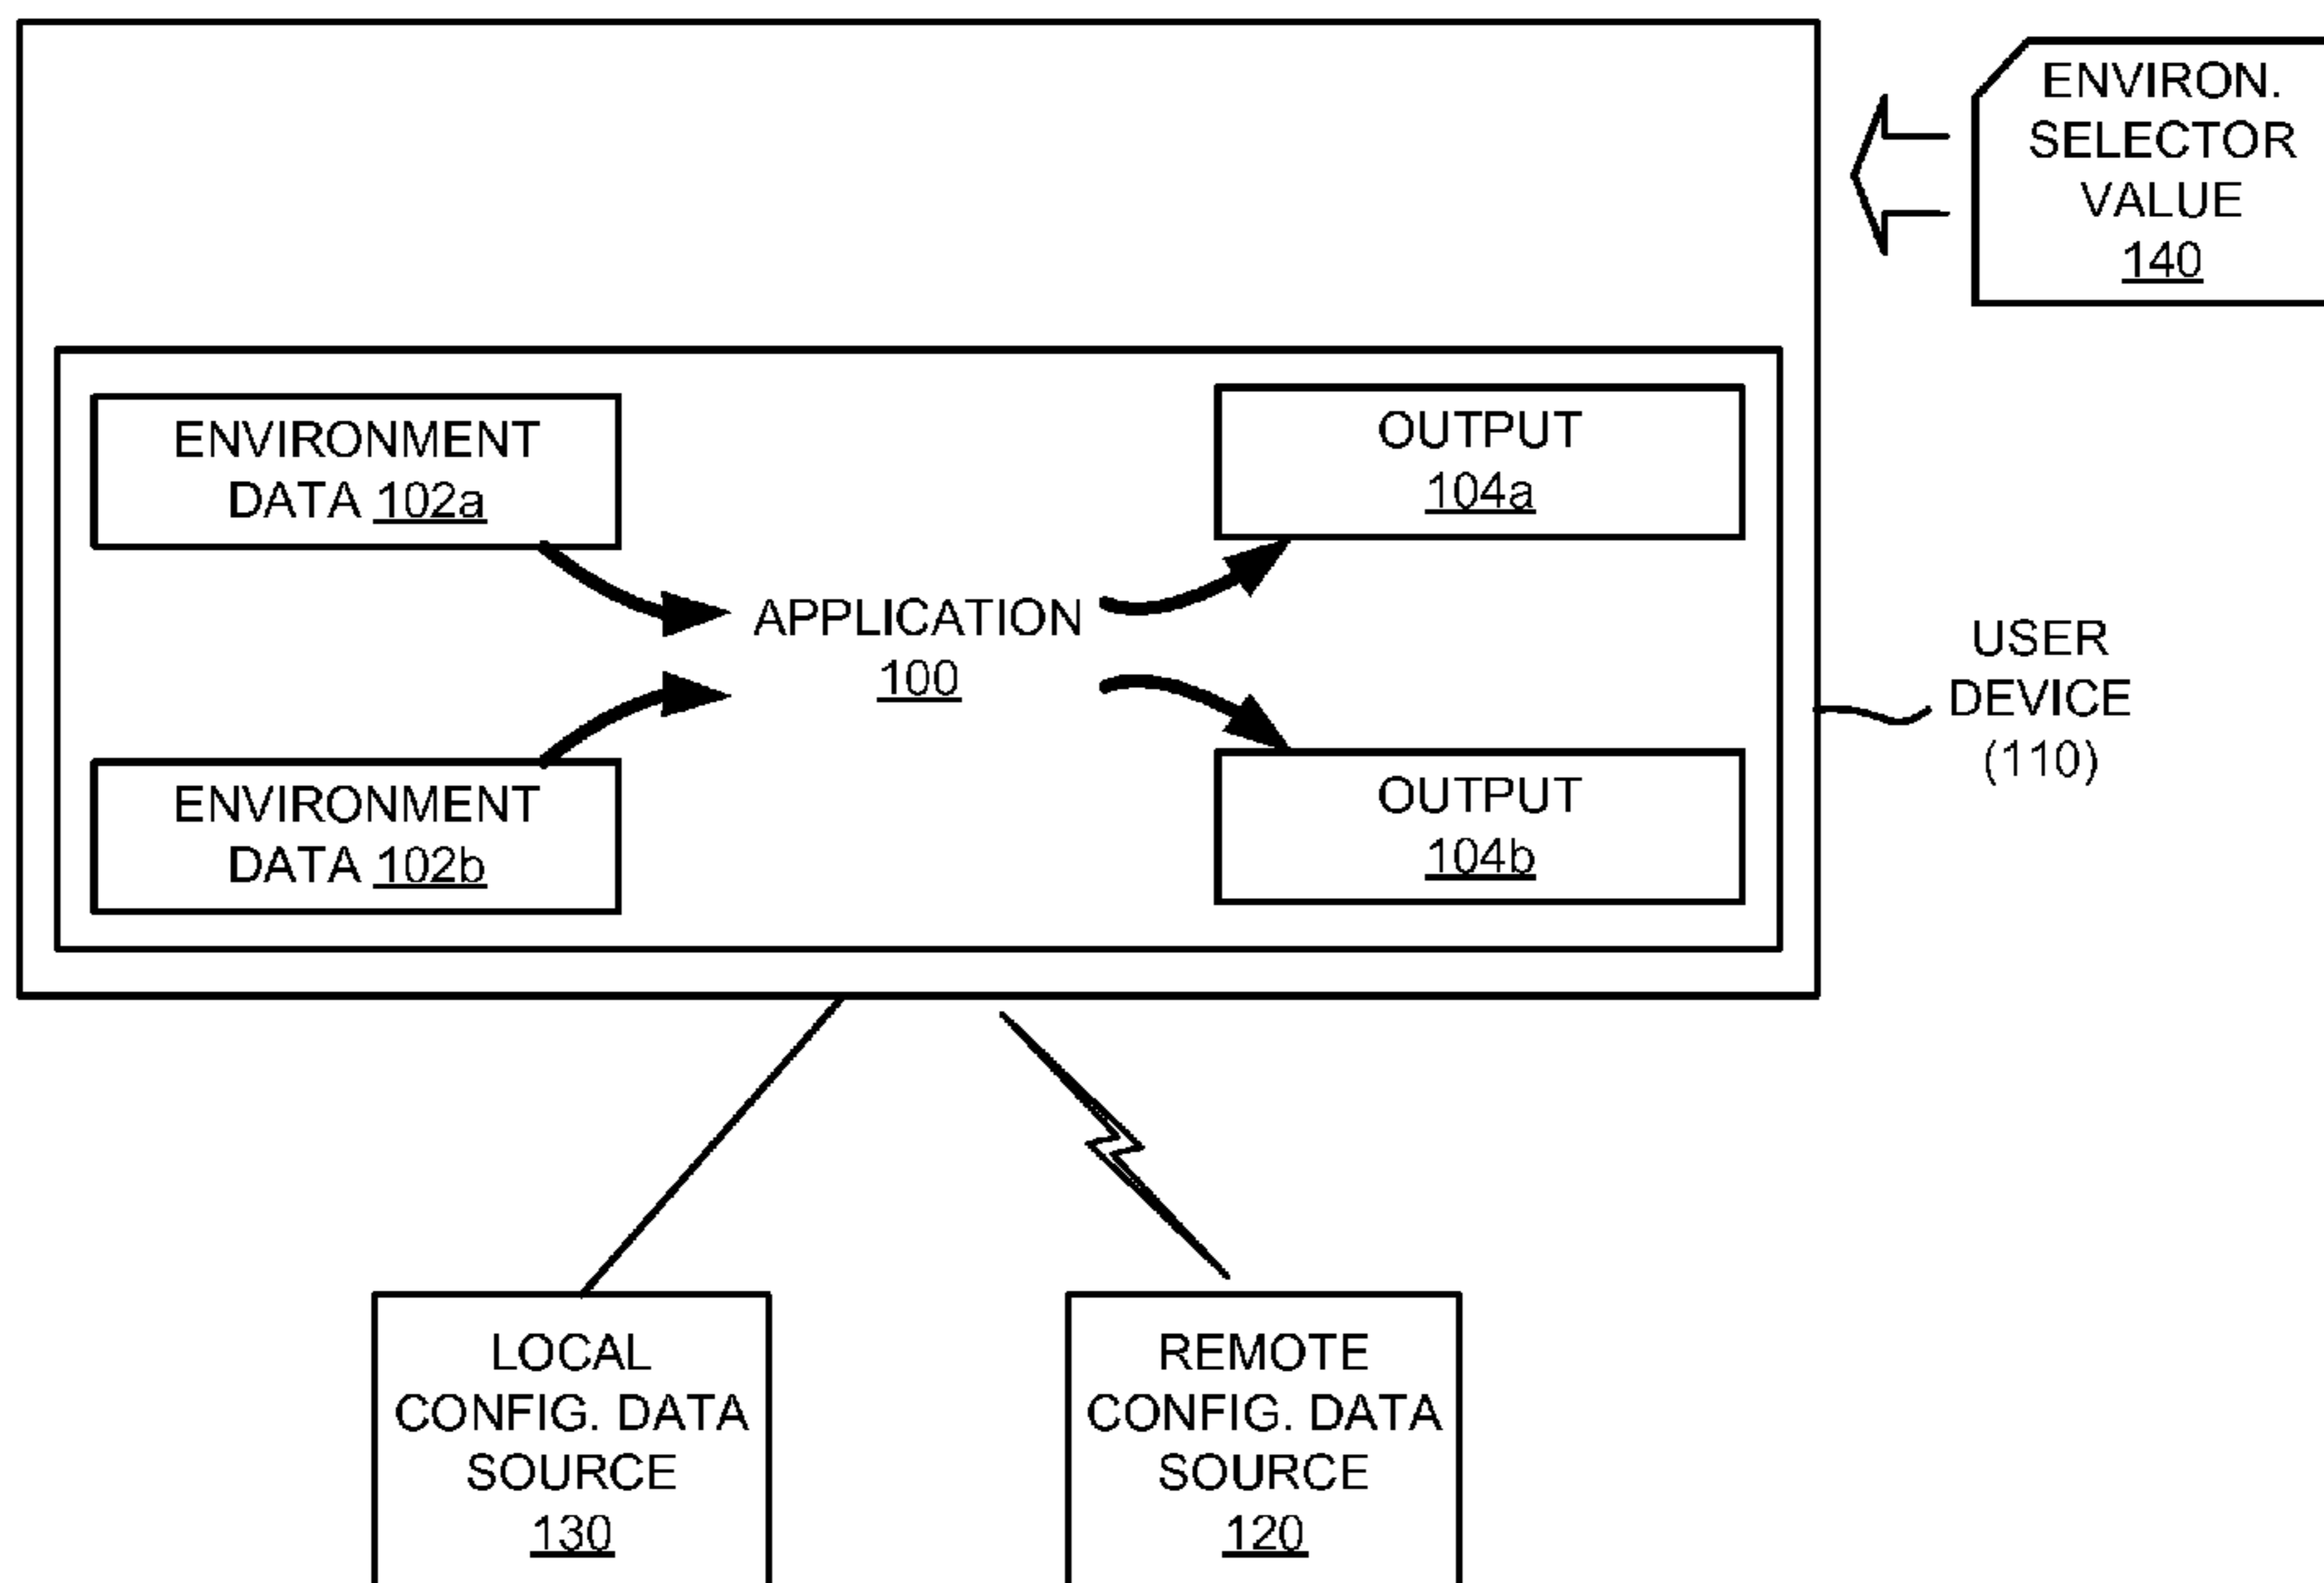 ENVIRON.
SELECTOR
VALUE
140
ENVIRONMENT
DATA 102a
OUTPUT
104a
APPLICATION
100
USER
DEVICE
(110)
ENVIRONMENT
DATA 102b
OUTPUT
104b
LOCAL
CONFIG. DATA
SOURCE
130
REMOTE
CONFIG. DATA
SOURCE
120